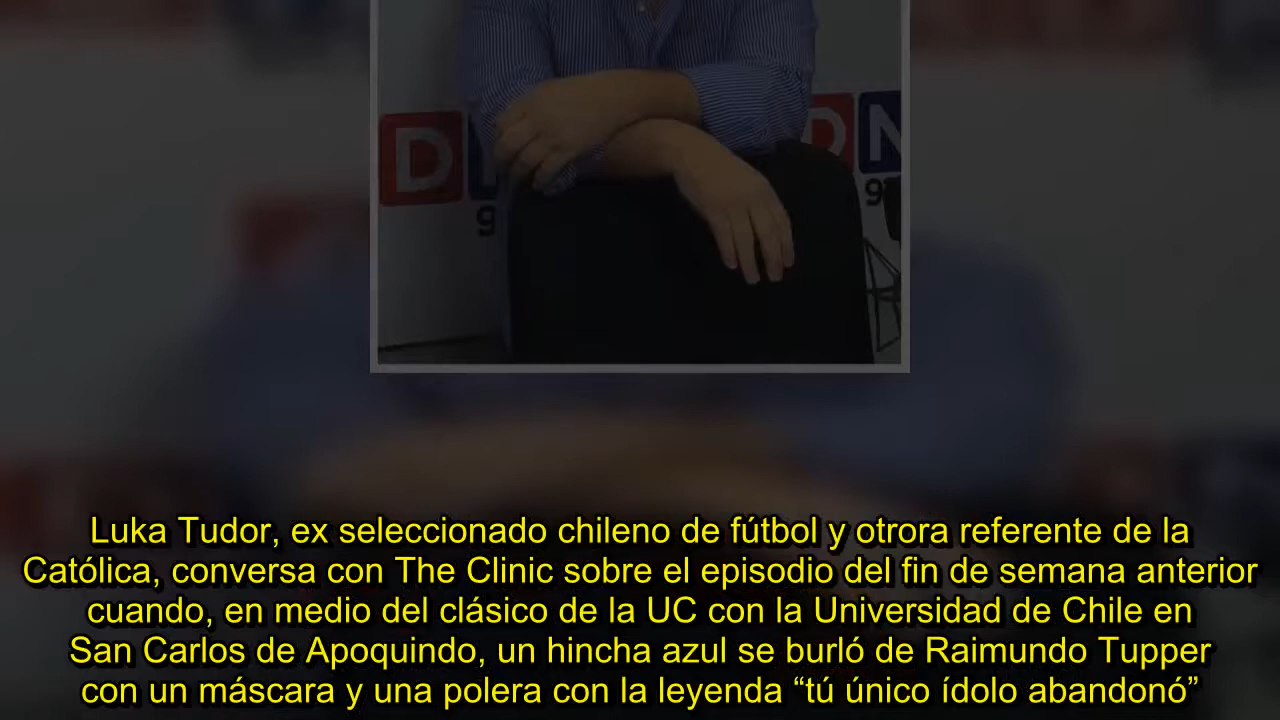 D
DN
9
9
Luka Tudor, ex seleccionado chileno de fútbol y otrora referente de la
Católica, conversa con The Clinic sobre el episodio del fin de semana anterior
cuando, en medio del clásico de la UC con la Universidad de Chile en
San Carlos de Apoquindo, un hincha azul se burló de Raimundo Tupper
con un máscara y una polera con la leyenda “tú único ídolo abandonó”